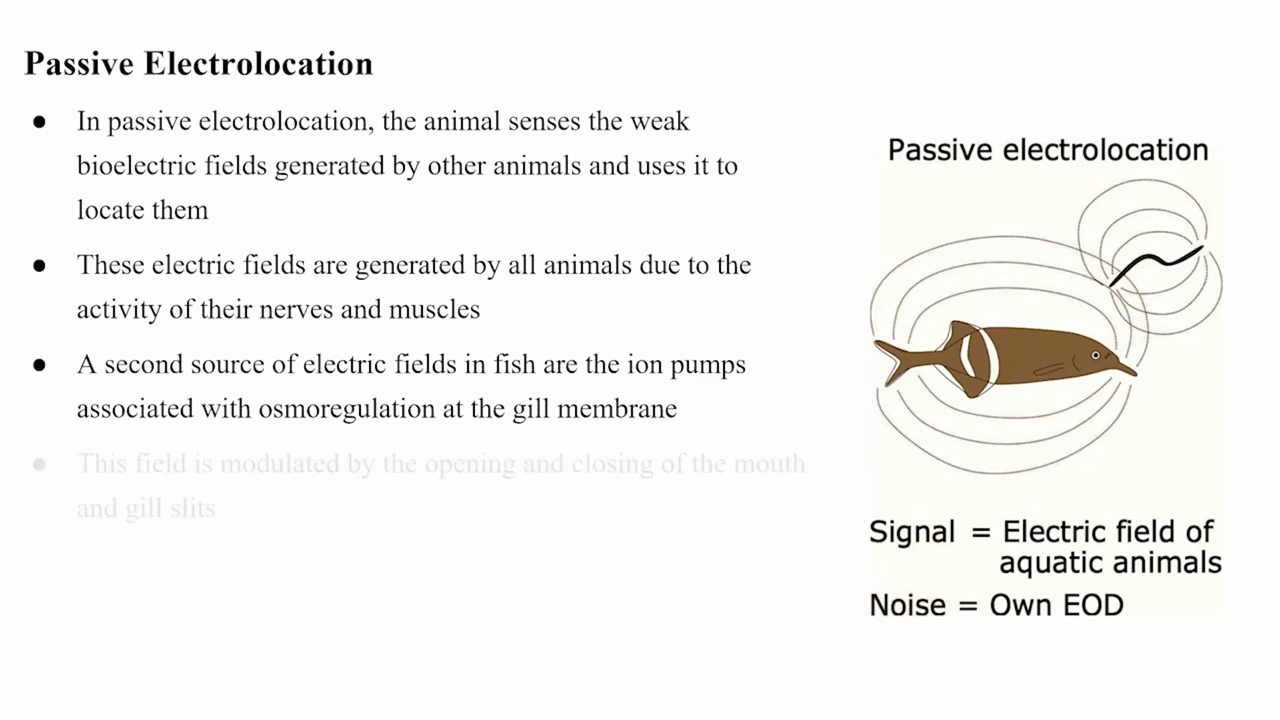 Passive Electrolocation
● In passive electrolocation, the animal senses the weak
bioelectric fields generated by other animals and uses it to
locate them
● These electric fields are generated by all animals due to the
activity of their nerves and muscles
● A second source of electric fields in fish are the ion pumps
associated with osmoregulation at the gill membrane
● This field is modulated by the opening and closing of the mouth
and gill slits
Passive electrolocation
Signal = Electric field of
aquatic animals
Noise = Own EOD